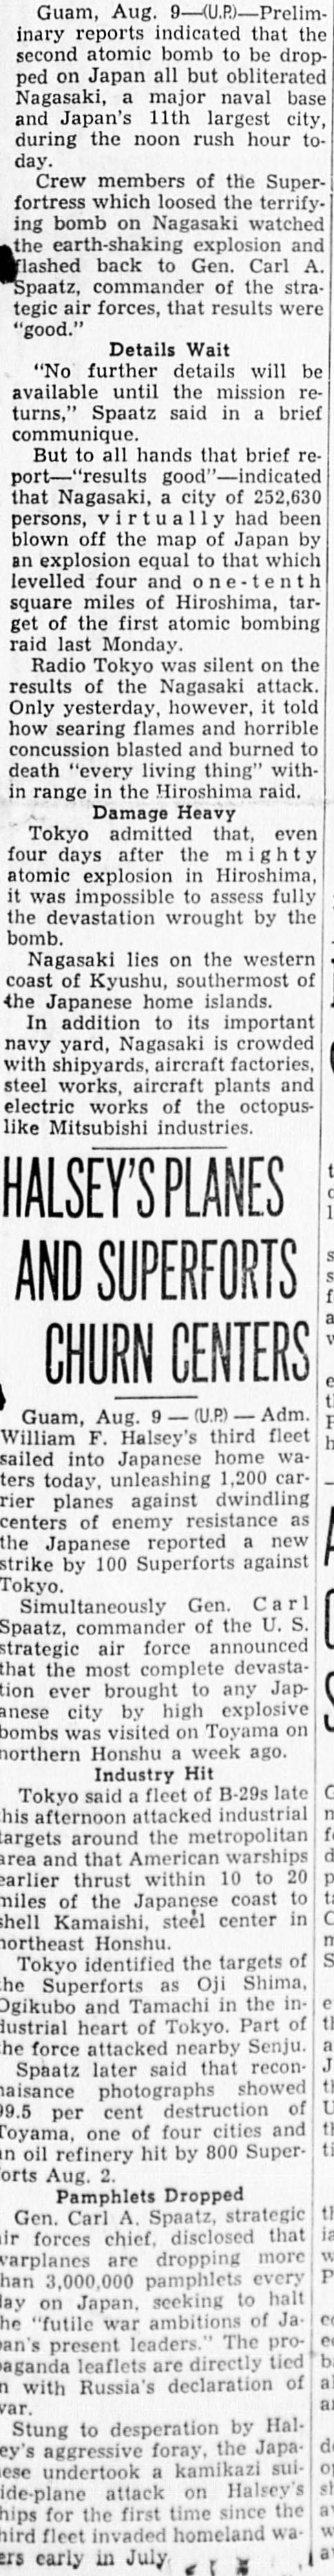 Guam, Aug. 9—(U.P.)—Prelim-
inary reports indicated that the
second atomic bomb to be drop-
ped on Japan all but obliterated
Nagasaki, a major naval base
and Japan's 11th largest city,
during the noon rush hour to-
day.
Crew members of the Super-
fortress which loosed the terrify-
ing bomb on Nagasaki watched
the earth-shaking explosion and
flashed back to Gen. Carl A.
Spaatz, commander of the stra-
tegic air forces, that results were
"good."
Details Wait
"No further details will be
available until the mission re-
turns," Spaatz said in a brief
communique.
But to all hands that brief re-
port—"results good"—indicated
that Nagasaki, a city of 252,630
persons, virtually had been
blown off the map of Japan by
an explosion equal to that which
levelled four and one-tenth
square miles of Hiroshima, tar-
get of the first atomic bombing
raid last Monday.
Radio Tokyo was silent on the
results of the Nagasaki attack.
Only yesterday, however, it told
how searing flames and horrible
concussion blasted and burned to
death "every living thing" with-
in range in the Hiroshima raid.
Damage Heavy
Tokyo admitted that, even
four days after the mighty
atomic explosion in Hiroshima,
it was impossible to assess fully
the devastation wrought by the
bomb.
Nagasaki lies on the western
coast of Kyushu, southermost of
the Japanese home islands.
In addition to its important
navy yard, Nagasaki is crowded
with shipyards, aircraft factories,
steel works, aircraft plants and
electric works of the octopus-
like Mitsubishi industries.
HALSEY'S PLANES
AND SUPERFORTS
CHURN CENTERS
Guam, Aug. 9 — (U.P.) — Adm.
William F. Halsey's third fleet
sailed into Japanese home wa-
ters today, unleashing 1,200 car-
rier planes against dwindling
centers of enemy resistance as
the Japanese reported a new
strike by 100 Superforts against
Tokyo.
Simultaneously Gen. Carl
Spaatz, commander of the U. S.
strategic air force announced
that the most complete devasta-
tion ever brought to any Jap-
anese city by high explosive
bombs was visited on Toyama on
northern Honshu a week ago.
Industry Hit
Tokyo said a fleet of B-29s late
this afternoon attacked industrial
targets around the metropolitan
area and that American warships
earlier thrust within 10 to 20
miles of the Japanese coast to
shell Kamaishi, steel center in
northeast Honshu.
Tokyo identified the targets of
the Superforts as Oji Shima,
Ogikubo and Tamachi in the in-
dustrial heart of Tokyo. Part of
the force attacked nearby Senju.
Spaatz later said that recon-
naisance photographs showed
99.5 per cent destruction of
Toyama, one of four cities and
an oil refinery hit by 800 Super-
forts Aug. 2.
Pamphlets Dropped
Gen. Carl A. Spaatz, strategic
air forces chief, disclosed that
warplanes are dropping more
than 3,000,000 pamphlets every
day on Japan, seeking to halt
the "futile war ambitions of Ja-
pan's present leaders." The pro-
paganda leaflets are directly tied
in with Russia's declaration of
war.
Stung to desperation by Hal-
sey's aggressive foray, the Japa-
nese undertook a kamikazi sui-
cide-plane attack on Halsey's
ships for the first time since the
third fleet invaded homeland wa-
ters early in July